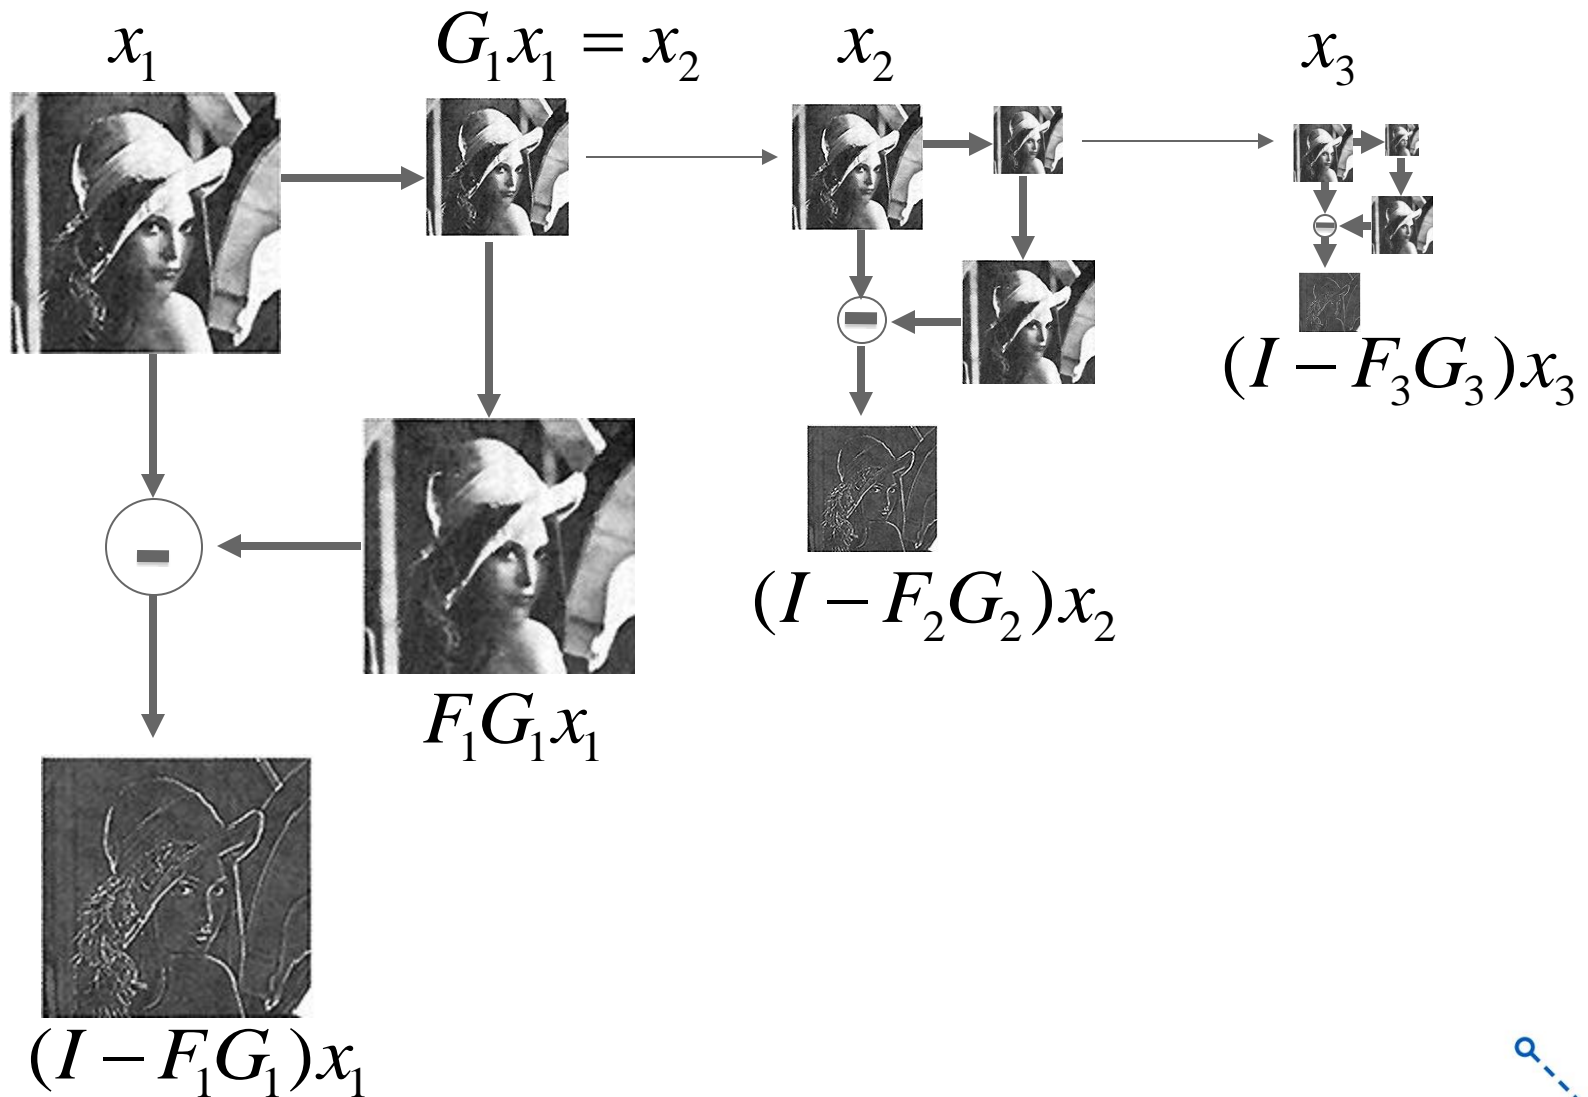 x₁
G₁x₁ = x₂
x₂
x₃
(I − F₃G₃)x₃
(I − F₂G₂)x₂
F₁G₁x₁
(I − F₁G₁)x₁